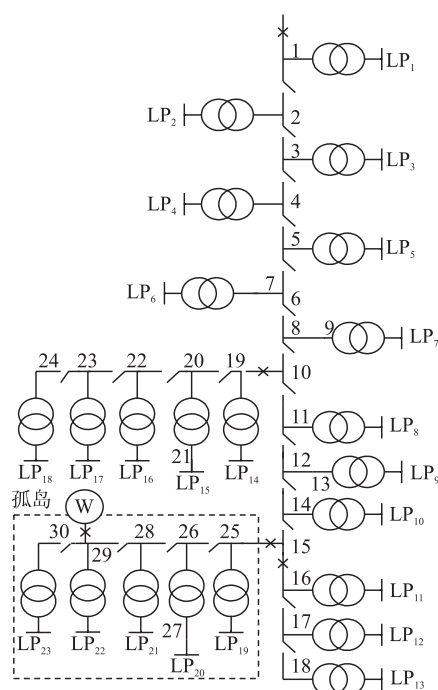 1 LP₁
LP₂ 2
3 LP₃
LP₄ 4
5 LP₅
LP₆ 7 6
8 9 LP₇
24 23 22 20 19 10
11 LP₈
LP₁₈ LP₁₇ LP₁₆ 21 LP₁₅ LP₁₄
12 13 LP₉
孤岛 W
14 LP₁₀
30 29 28 26 25 15
16 LP₁₁
LP₂₃ LP₂₂ LP₂₁ 27 LP₂₀ LP₁₉
17 LP₁₂
18 LP₁₃